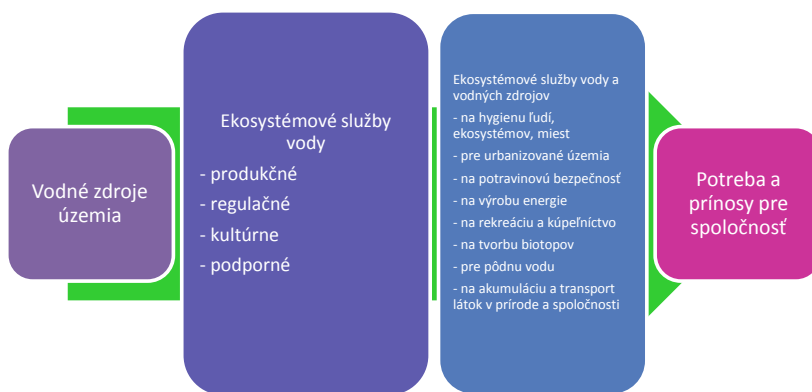 Vodné zdroje
územia
Ekosystémové služby
vody
- produkčné
- regulačné
- kultúrne
- podporné
Ekosystémové služby vody a
vodných zdrojov
- na hygienu ľudí,
ekosystémov, miest
- pre urbanizované územia
- na potravinovú bezpečnosť
- na výrobu energie
- na rekreáciu a kúpeľníctvo
- na tvorbu biotopov
- pre pôdnu vodu
- na akumuláciu a transport
látok v prírode a spoločnosti
Potreba a
prínosy pre
spoločnosť